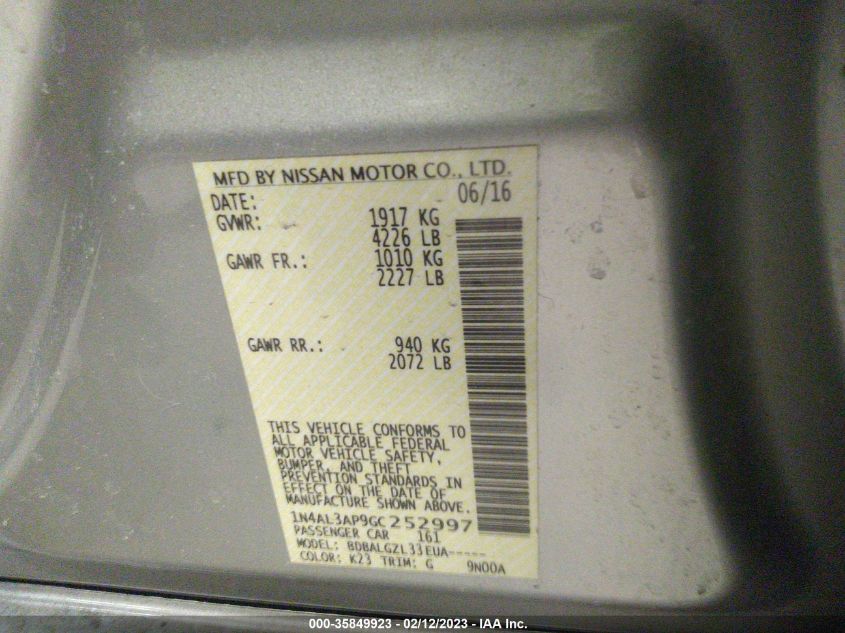 MFD BY NISSAN MOTOR CO., LTD.
DATE: 06/16
GVWR: 1917 KG
4226 LB
GAWR FR.: 1010 KG
2227 LB
GAWR RR.: 940 KG
2072 LB
THIS VEHICLE CONFORMS TO
ALL APPLICABLE FEDERAL
MOTOR VEHICLE SAFETY,
BUMPER, AND THEFT
PREVENTION STANDARDS IN
EFFECT ON THE DATE OF
MANUFACTURE SHOWN ABOVE.
1N4AL3AP9GC252997
PASSENGER CAR 161
MODEL: BDBALGZL33EUA-----
COLOR: K23 TRIM: G 9N00A
000-35849923 - 02/12/2023 - IAA Inc.